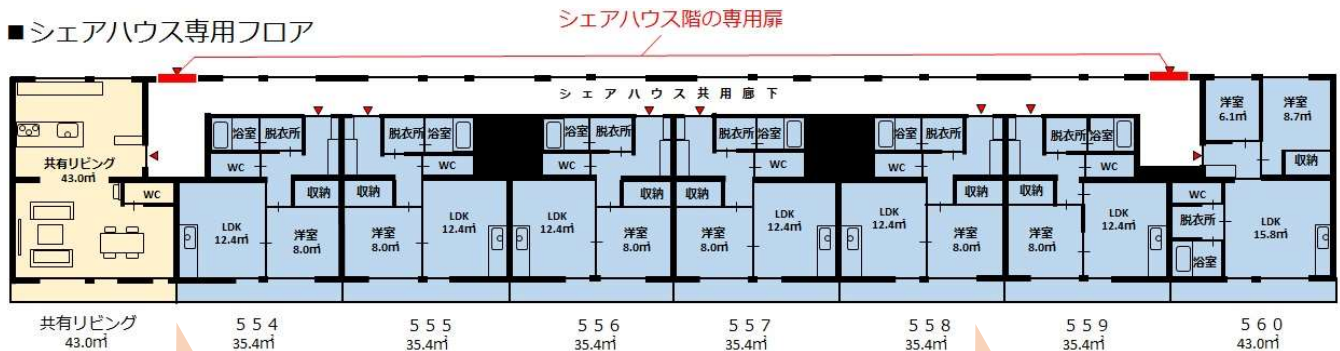 ■シェアハウス専用フロア
シェアハウス階の専用扉
シェアハウス共用廊下
共有リビング
43.0㎡
WC
浴室
脱衣所
WC
収納
LDK
12.4㎡
洋室
8.0㎡
脱衣所
浴室
WC
収納
洋室
8.0㎡
LDK
12.4㎡
浴室
脱衣所
WC
収納
LDK
12.4㎡
洋室
8.0㎡
脱衣所
浴室
WC
収納
洋室
8.0㎡
LDK
12.4㎡
浴室
脱衣所
WC
収納
LDK
12.4㎡
洋室
8.0㎡
脱衣所
浴室
WC
収納
洋室
8.0㎡
LDK
12.4㎡
洋室
6.1㎡
洋室
8.7㎡
収納
WC
脱衣所
浴室
LDK
15.8㎡
共有リビング
43.0㎡
554
35.4㎡
555
35.4㎡
556
35.4㎡
557
35.4㎡
558
35.4㎡
559
35.4㎡
560
43.0㎡